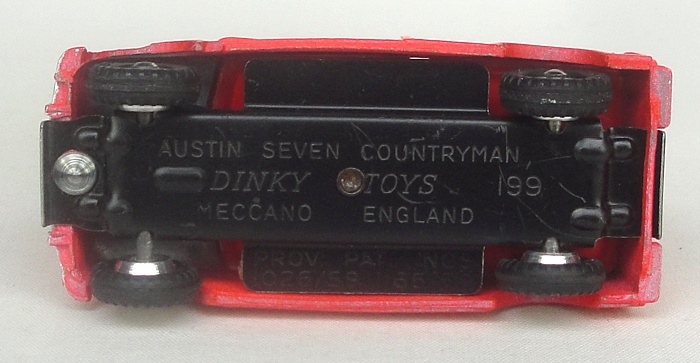 AUSTIN SEVEN COUNTRYMAN
DINKY TOYS 199
MECCANO ENGLAND
PROV. PAT. NOS